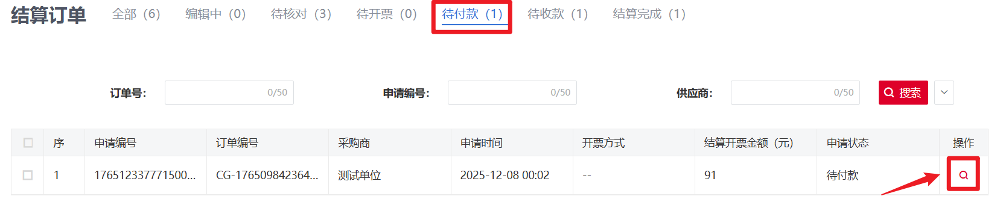 结算订单 全部（6） 编辑中（0） 待核对（3） 待开票（0） 待付款（1） 待收款（1） 结算完成（1）
订单号： 0/50 申请编号： 0/50 供应商： 0/50 搜索
序 申请编号 订单编号 采购商 申请时间 开票方式 结算开票金额（元） 申请状态 操作
1 176512337771500... CG-176509842364... 测试单位 2025-12-08 00:02 -- 91 待付款